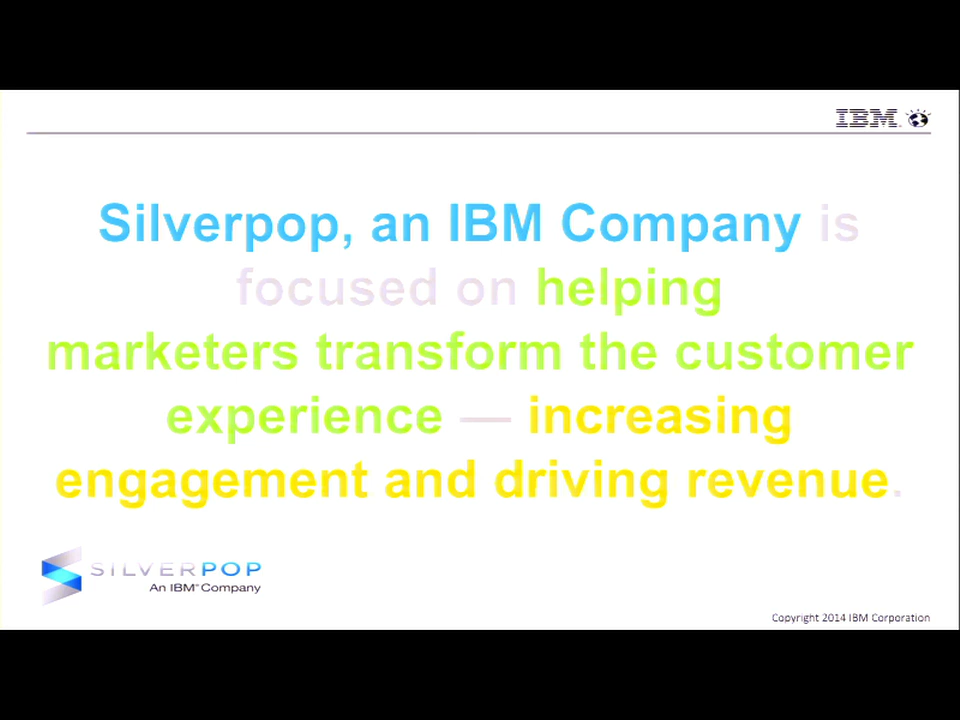 IBM
Silverpop, an IBM Company is
focused on helping
marketers transform the customer
experience — increasing
engagement and driving revenue.
SILVERPOP
An IBM® Company
Copyright 2014 IBM Corporation